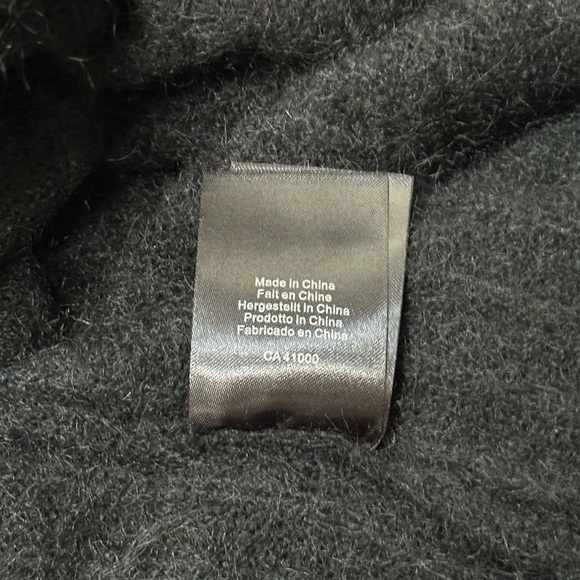 Made in China
Fait en Chine
Hergestellt in China
Prodotto in China
Fabricado en China
CA 41000